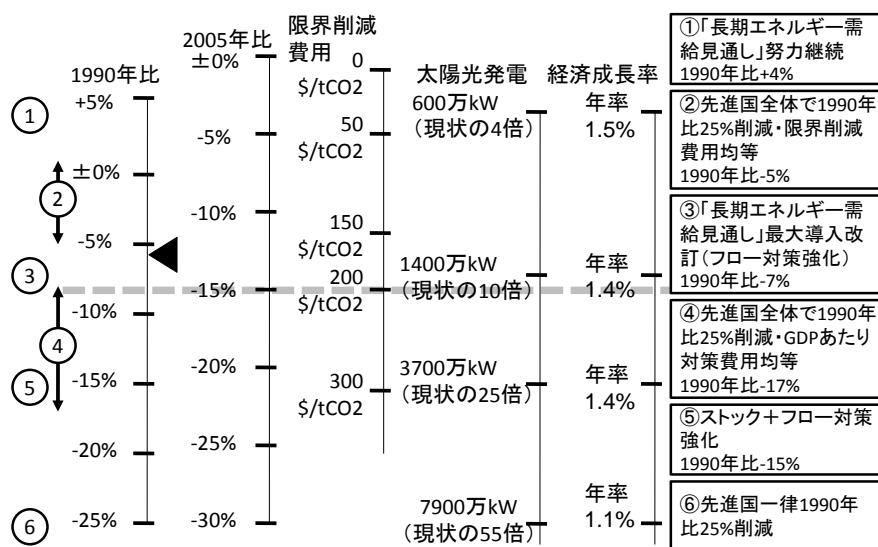 1990年比
+5%
±0%
-5%
-10%
-15%
-20%
-25%
①
②
③
④
⑤
⑥
2005年比
±0%
-5%
-10%
-15%
-20%
-25%
-30%
限界削減
費用
0
$/tCO2
50
$/tCO2
150
$/tCO2
200
$/tCO2
300
$/tCO2
太陽光発電
600万kW
(現状の4倍)
1400万kW
(現状の10倍)
3700万kW
(現状の25倍)
7900万kW
(現状の55倍)
経済成長率
年率
1.5%
年率
1.4%
年率
1.4%
年率
1.1%
①「長期エネルギー需
給見通し」努力継続
1990年比+4%
②先進国全体で1990年
比25%削減・限界削減
費用均等
1990年比-5%
③「長期エネルギー需
給見通し」最大導入改
訂(フロー対策強化)
1990年比-7%
④先進国全体で1990年
比25%削減・GDPあたり
対策費用均等
1990年比-17%
⑤ストック+フロー対策
強化
1990年比-15%
⑥先進国一律1990年
比25%削減